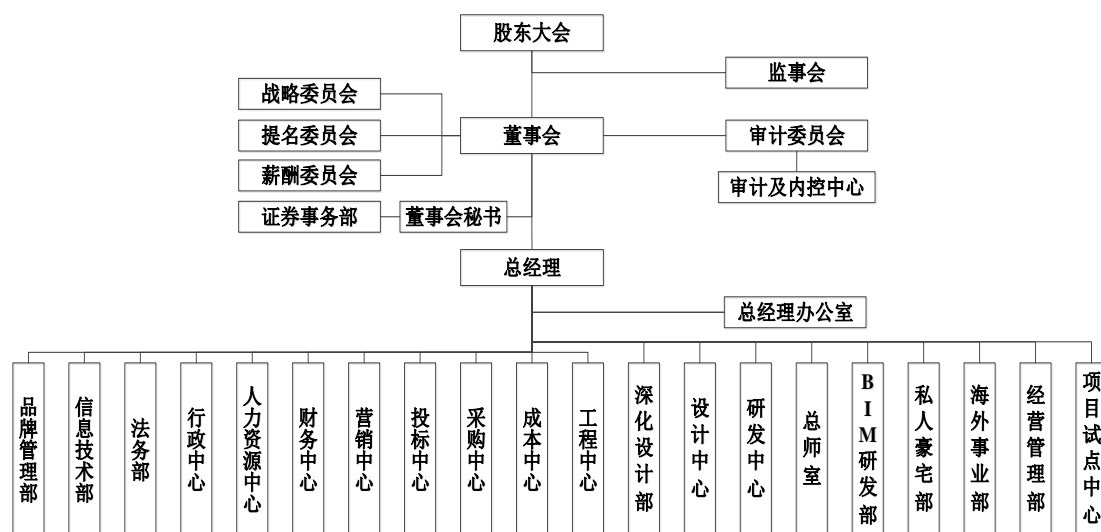 股东大会
监事会
战略委员会
提名委员会
董事会
审计委员会
薪酬委员会
审计及内控中心
证券事务部
董事会秘书
总经理
总经理办公室
品牌管理部
信息技术部
法务部
行政中心
人力资源中心
财务中心
营销中心
投标中心
采购中心
成本中心
工程中心
深化设计部
设计中心
研发中心
总师室
BIM研发部
私人豪宅部
海外事业部
经营管理部
项目试点中心